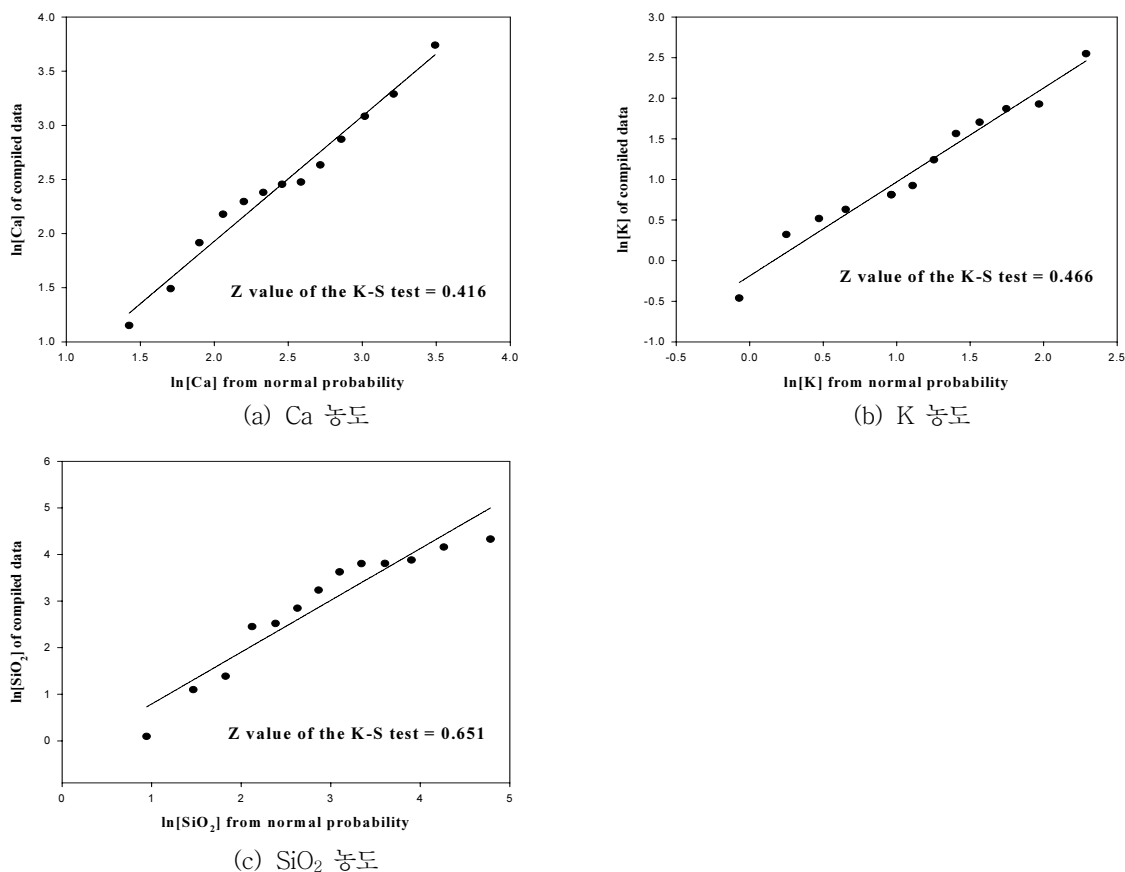 4.0
3.5
3.0
2.5
2.0
1.5
1.0
1.0 1.5 2.0 2.5 3.0 3.5 4.0
ln[Ca] of compiled data
Z value of the K-S test = 0.416
ln[Ca] from normal probability
(a) Ca 농도
3.0
2.5
2.0
1.5
1.0
0.5
0.0
-0.5
-1.0
-0.5 0.0 0.5 1.0 1.5 2.0 2.5
ln[K] of compiled data
Z value of the K-S test = 0.466
ln[K] from normal probability
(b) K 농도
6
5
4
3
2
1
0
0 1 2 3 4 5
ln[SiO₂] of compiled data
Z value of the K-S test = 0.651
ln[SiO₂] from normal probability
(c) SiO₂ 농도